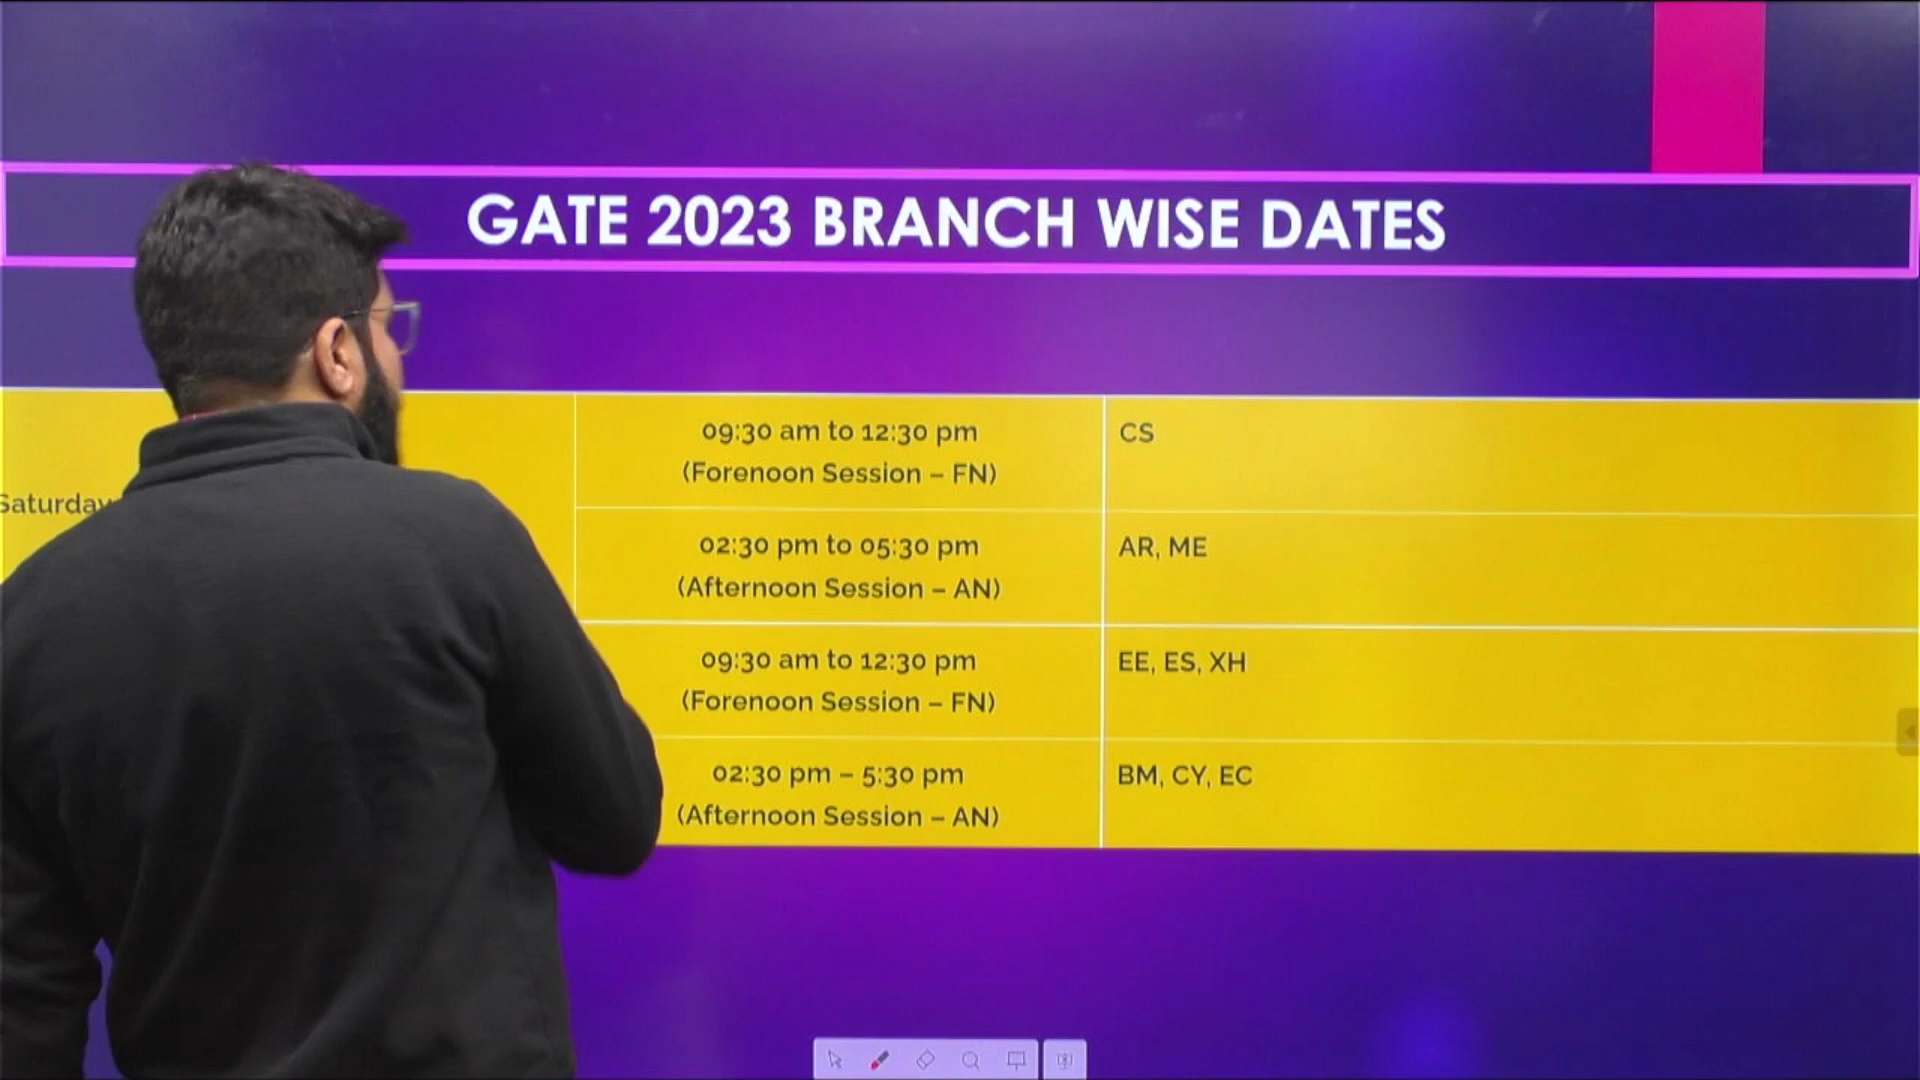 GATE 2023 BRANCH WISE DATES
Saturday
09:30 am to 12:30 pm
(Forenoon Session – FN)
CS
02:30 pm to 05:30 pm
(Afternoon Session – AN)
AR, ME
09:30 am to 12:30 pm
(Forenoon Session – FN)
EE, ES, XH
02:30 pm – 5:30 pm
(Afternoon Session – AN)
BM, CY, EC